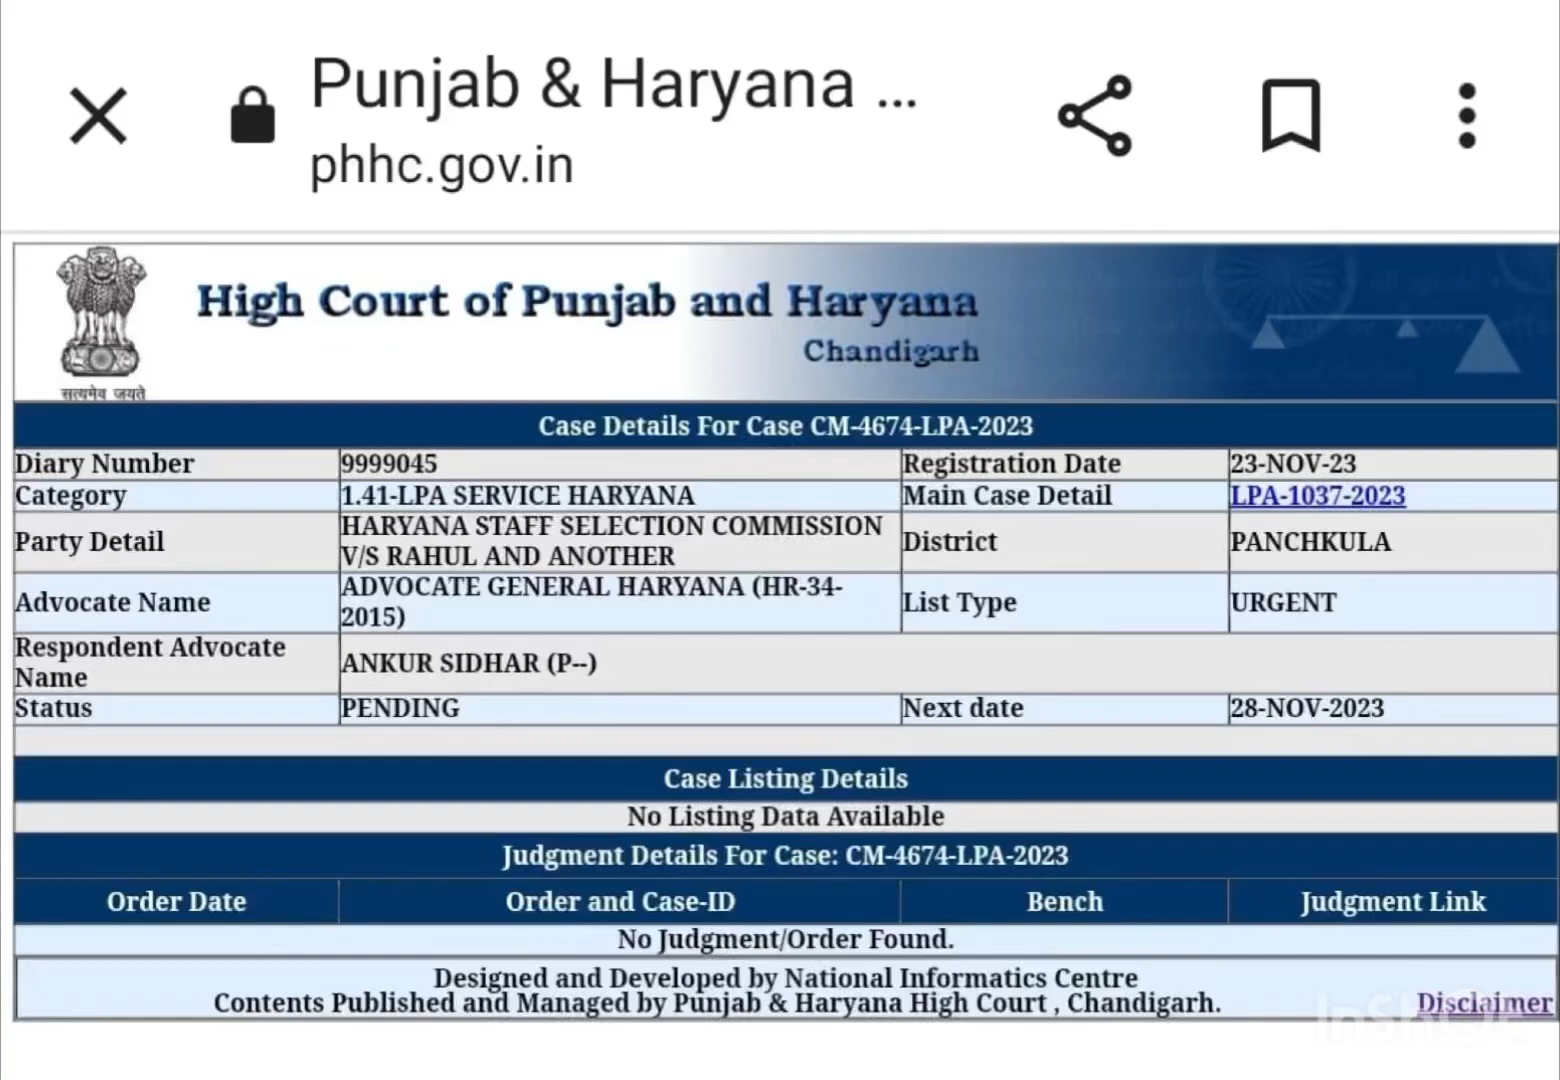 Punjab & Haryana ...
phhc.gov.in
High Court of Punjab and Haryana
Chandigarh
सत्यमेव जयते
Case Details For Case CM-4674-LPA-2023
Diary Number 9999045 Registration Date 23-NOV-23
Category 1.41-LPA SERVICE HARYANA Main Case Detail LPA-1037-2023
Party Detail HARYANA STAFF SELECTION COMMISSION
V/S RAHUL AND ANOTHER District PANCHKULA
Advocate Name ADVOCATE GENERAL HARYANA (HR-34-
2015) List Type URGENT
Respondent Advocate
Name ANKUR SIDHAR (P--)
Status PENDING Next date 28-NOV-2023
Case Listing Details
No Listing Data Available
Judgment Details For Case: CM-4674-LPA-2023
Order Date Order and Case-ID Bench Judgment Link
No Judgment/Order Found.
Designed and Developed by National Informatics Centre
Contents Published and Managed by Punjab & Haryana High Court , Chandigarh.
Disclaimer
InShOt